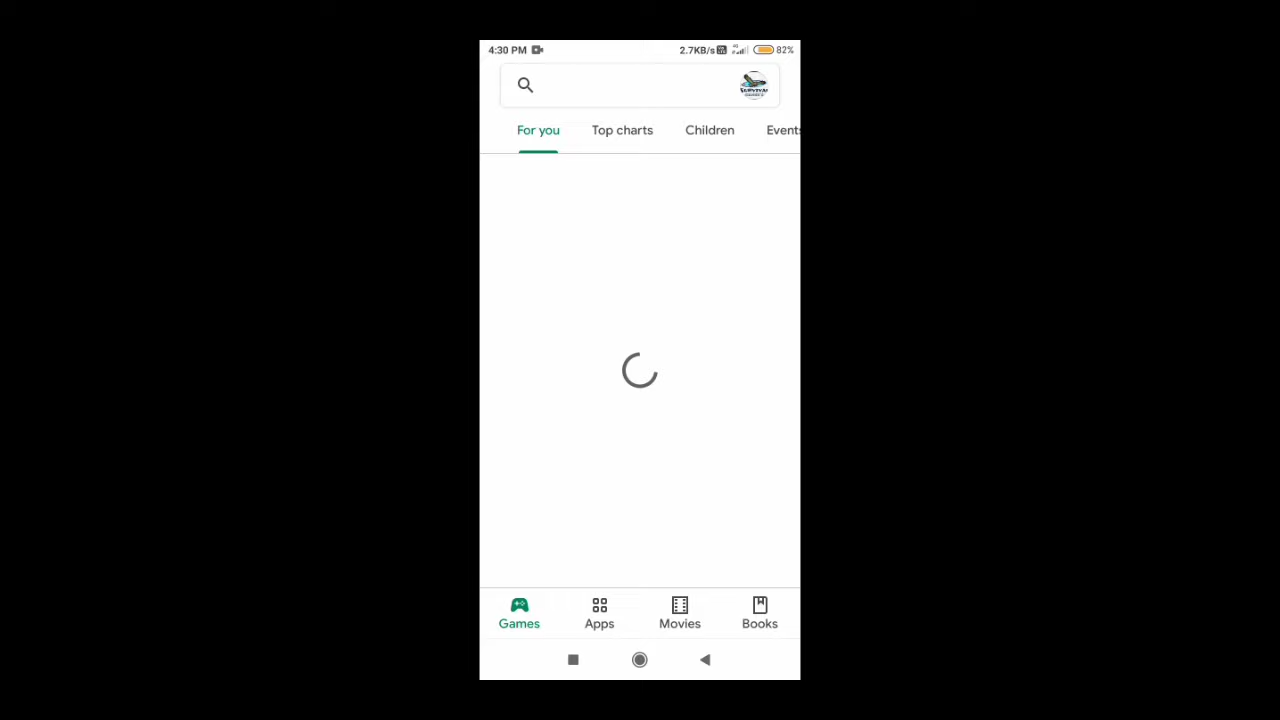 4:30 PM 2.7KB/s 82%
For you Top charts Children Events
Games Apps Movies Books